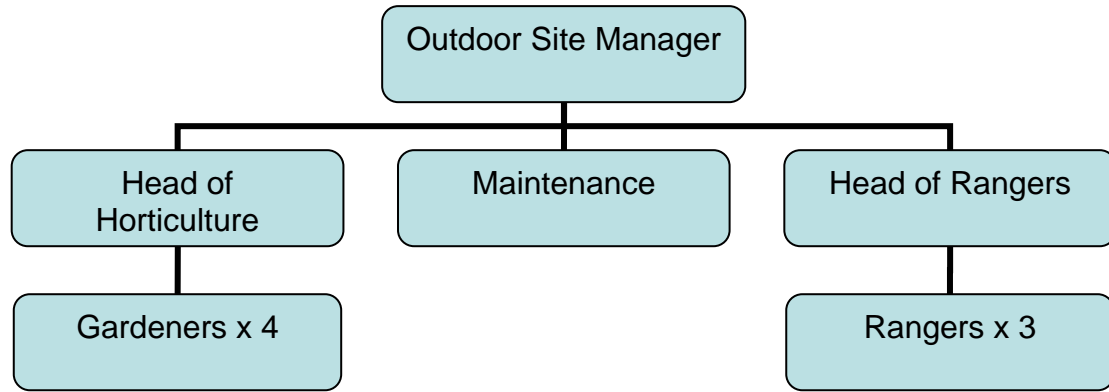 Outdoor Site Manager
Head of
Horticulture
Maintenance
Head of Rangers
Gardeners x 4
Rangers x 3